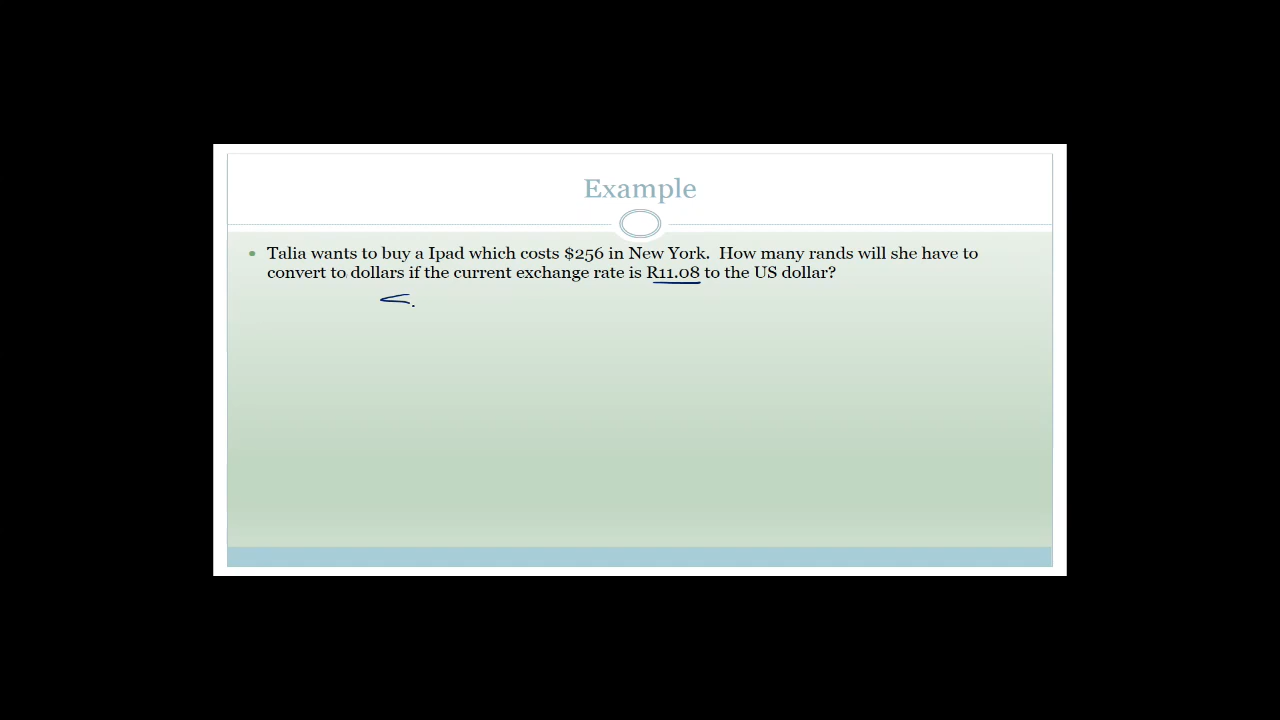 Example
• Talia wants to buy a Ipad which costs $256 in New York. How many rands will she have to
convert to dollars if the current exchange rate is R11.08 to the US dollar?